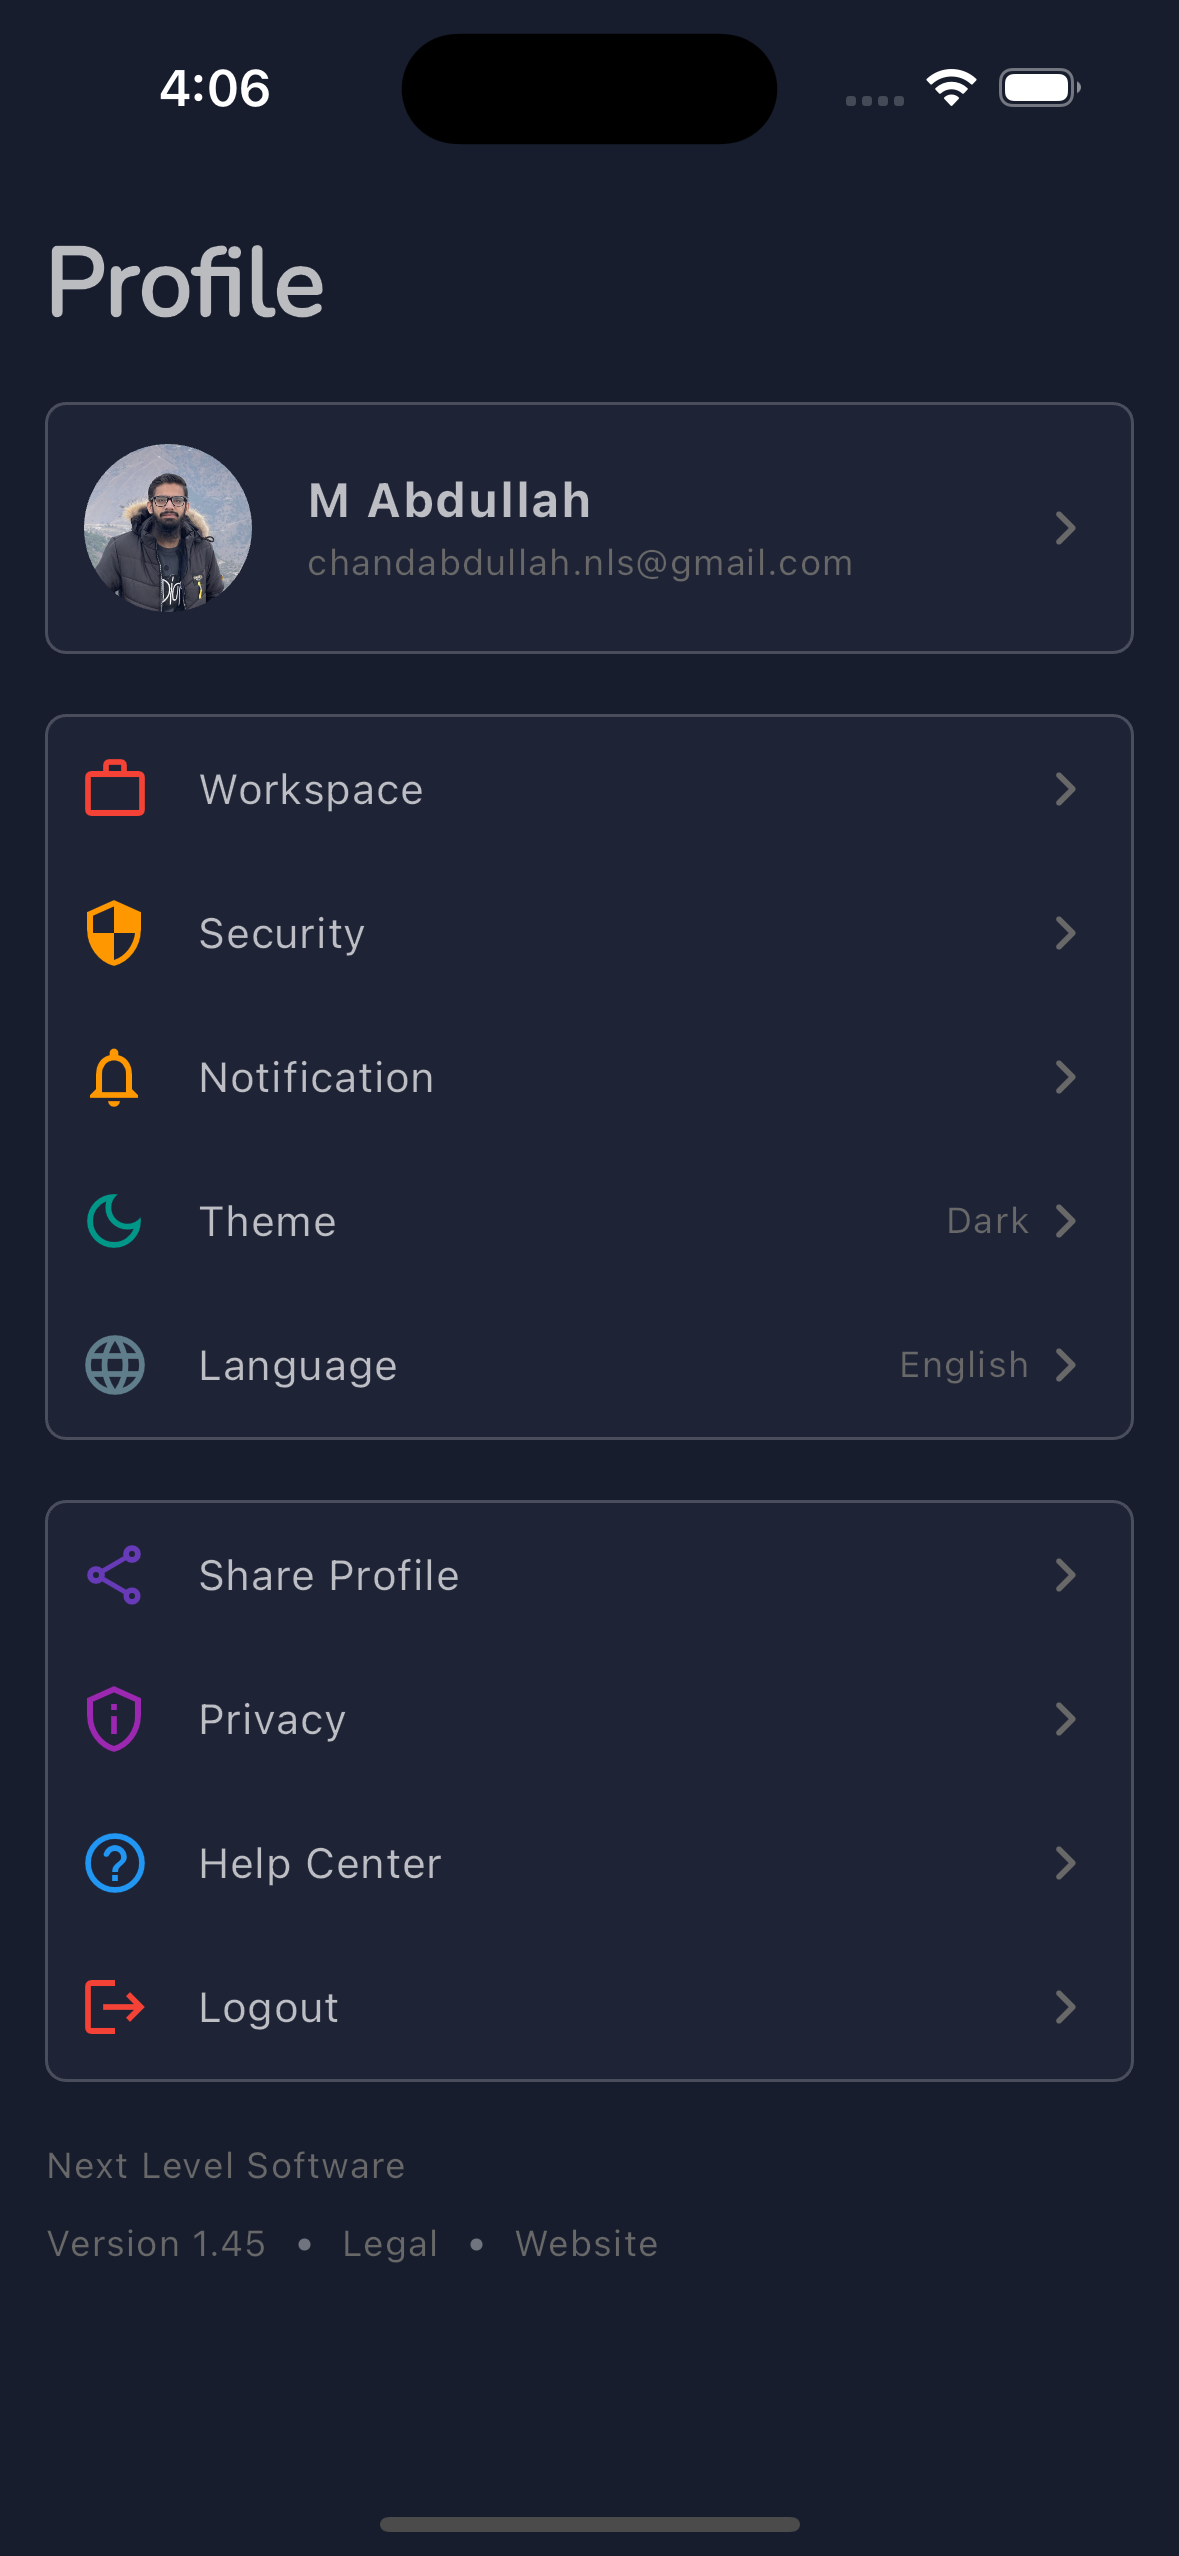 4:06
Profile
M Abdullah
chandabdullah.nls@gmail.com
Workspace
Security
Notification
Theme Dark
Language English
Share Profile
Privacy
Help Center
Logout
Next Level Software
Version 1.45 • Legal • Website